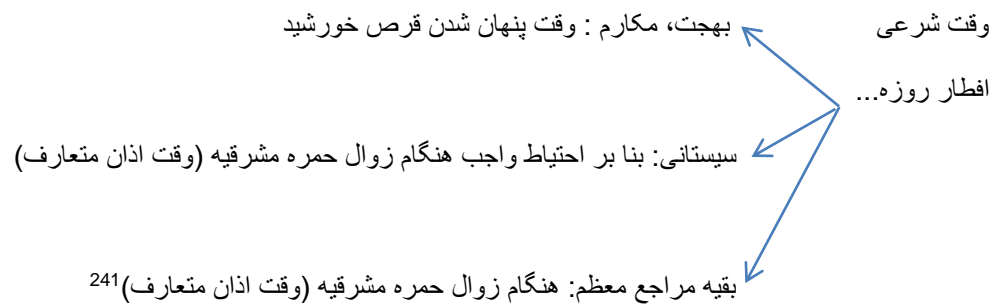 وقت شرعی
افطار روزه...
بهجت، مکارم : وقت پنهان شدن قرص خورشید
سیستانی: بنا بر احتیاط واجب هنگام زوال حمره مشرقیه (وقت اذان متعارف)
بقیه مراجع معظم: هنگام زوال حمره مشرقیه (وقت اذان متعارف)241